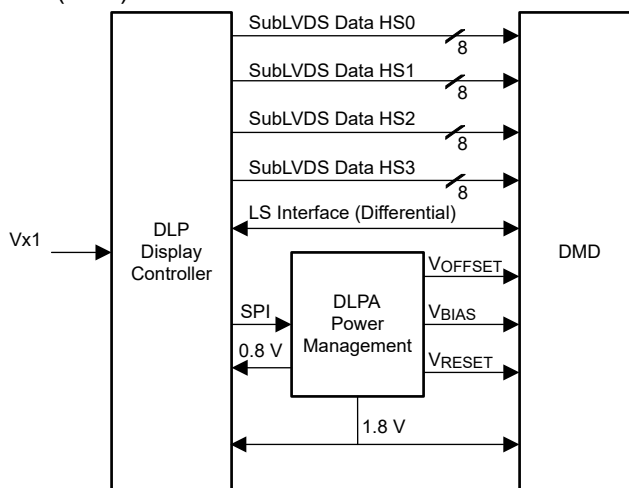 SubLVDS Data HS0
8
SubLVDS Data HS1
8
SubLVDS Data HS2
8
SubLVDS Data HS3
8
LS Interface (Differential)
Vx1
DLP
Display
Controller
DMD
SPI
0.8 V
DLPA
Power
Management
VOFFSET
VBIAS
VRESET
1.8 V